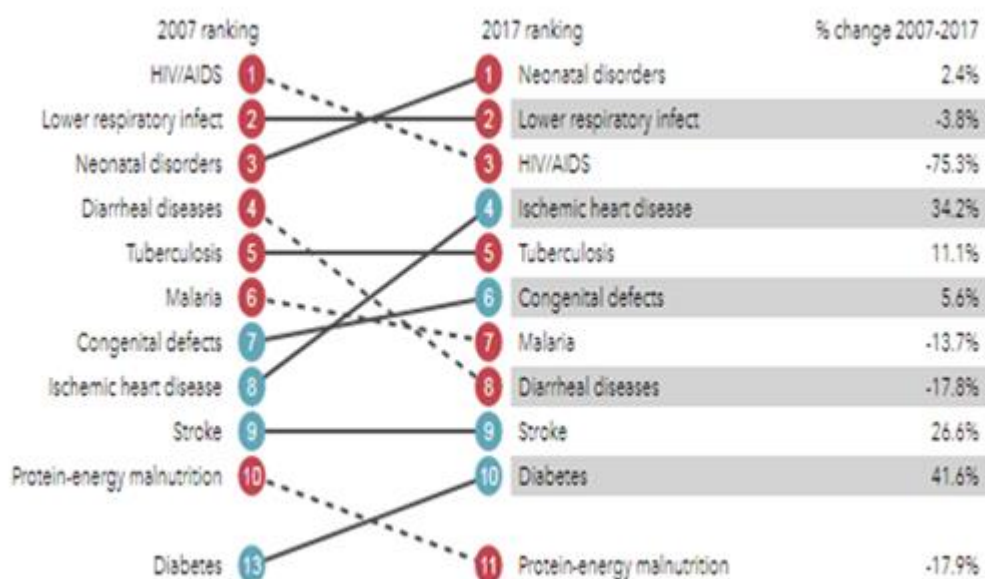 2007 ranking 2017 ranking % change 2007-2017
HIV/AIDS 1 1 Neonatal disorders 2.4%
Lower respiratory infect 2 2 Lower respiratory infect -3.8%
Neonatal disorders 3 3 HIV/AIDS -75.3%
Diarrheal diseases 4 4 Ischemic heart disease 34.2%
Tuberculosis 5 5 Tuberculosis 11.1%
Malaria 6 6 Congenital defects 5.6%
Congenital defects 7 7 Malaria -13.7%
Ischemic heart disease 8 8 Diarrheal diseases -17.8%
Stroke 9 9 Stroke 26.6%
Protein-energy malnutrition 10 10 Diabetes 41.6%
Diabetes 13 11 Protein-energy malnutrition -17.9%